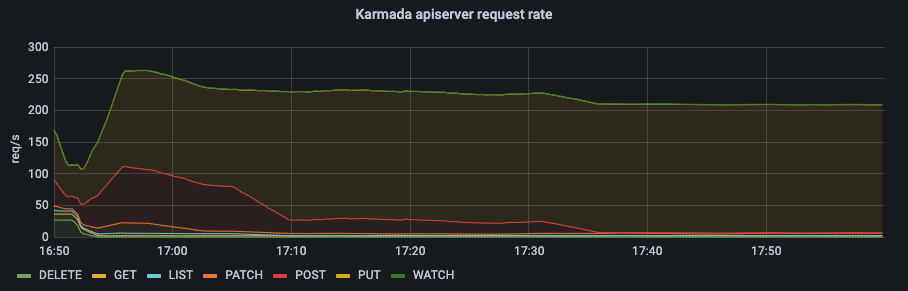 Karmada apiserver request rate
300
250
200
150
100
50
0
req/s
16:50 17:00 17:10 17:20 17:30 17:40 17:50
DELETE GET LIST PATCH POST PUT WATCH